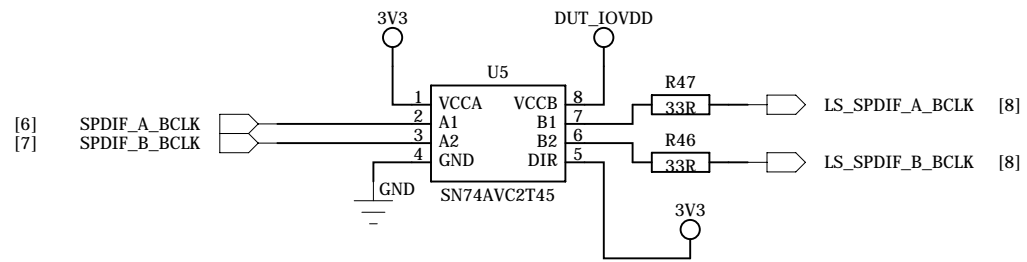 3V3
DUT_IOVDD
U5
R47
1 VCCA VCCB 8
33R
LS_SPDIF_A_BCLK [8]
[6] SPDIF_A_BCLK
2 A1 B1 7
[7] SPDIF_B_BCLK
3 A2 B2 6
R46
4 GND DIR 5
33R
LS_SPDIF_B_BCLK [8]
GND
SN74AVC2T45
3V3